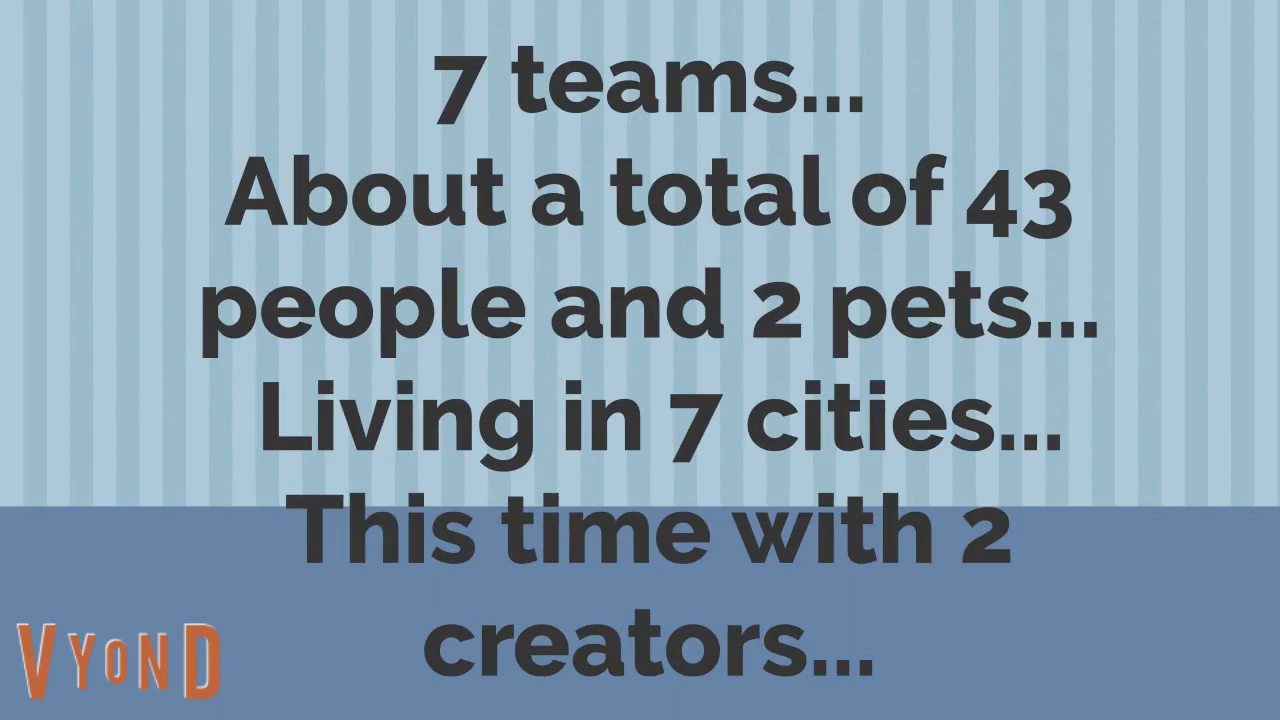 7 teams...
About a total of 43
people and 2 pets...
Living in 7 cities...
This time with 2
creators...
VYOND